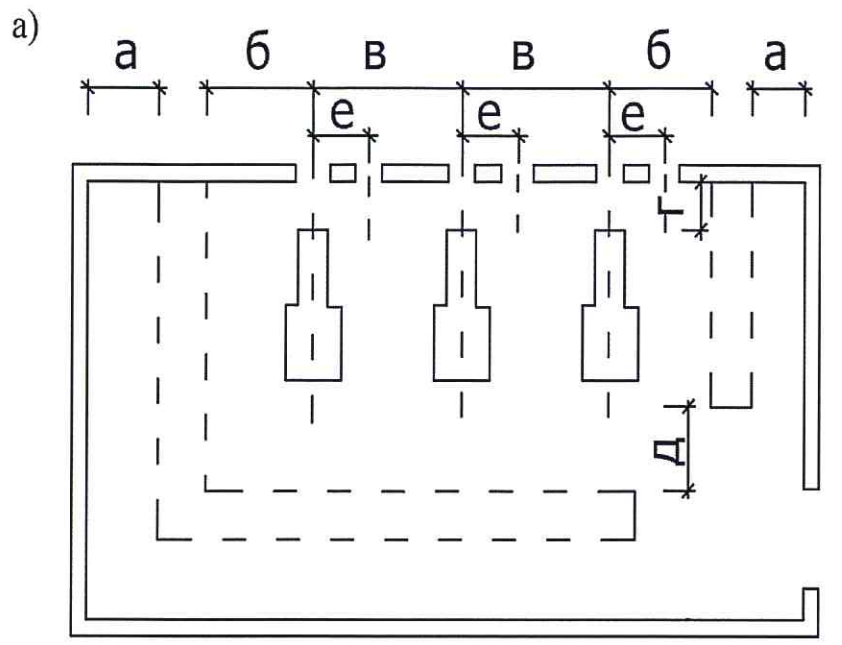 а)
а б в в б а
е е е
г
д